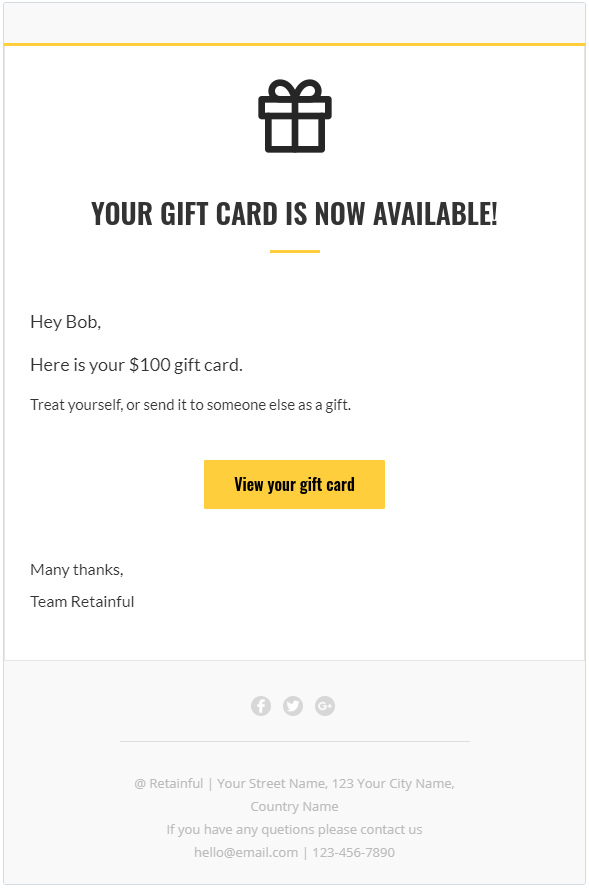 YOUR GIFT CARD IS NOW AVAILABLE!
Hey Bob,
Here is your $100 gift card.
Treat yourself, or send it to someone else as a gift.
View your gift card
Many thanks,
Team Retainful
@ Retainful | Your Street Name, 123 Your City Name,
Country Name
If you have any quetions please contact us
hello@email.com | 123-456-7890